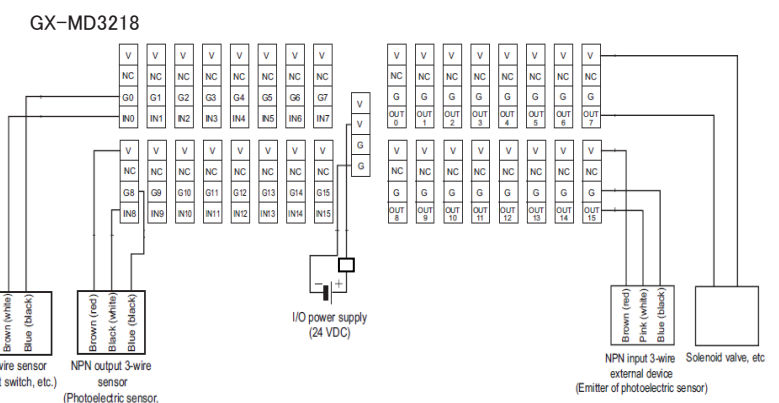 GX-MD3218
V V V V V V V V V V V V V V V V
NC NC NC NC NC NC NC NC NC NC NC NC NC NC NC NC
G0 G1 G2 G3 G4 G5 G6 G7 G G G G G G G G
IN0 IN1 IN2 IN3 IN4 IN5 IN6 IN7 OUT 0 OUT 1 OUT 2 OUT 3 OUT 4 OUT 5 OUT 6 OUT 7
V
V
G
G
V V V V V V V V V V V V V V V V
NC NC NC NC NC NC NC NC NC NC NC NC NC NC NC NC
G8 G9 G10 G11 G12 G13 G14 G15 G G G G G G G G
IN8 IN9 IN10 IN11 IN12 IN13 IN14 IN15 OUT 8 OUT 9 OUT 10 OUT 11 OUT 12 OUT 13 OUT 14 OUT 15
Brown (white)
Blue (black)
wire sensor
t switch, etc.)
Brown (red)
Black (white)
Blue (black)
NPN output 3-wire
sensor
(Photoelectric sensor,
− +
I/O power supply
(24 VDC)
Brown (red)
Pink (white)
Blue (black)
NPN input 3-wire
external device
(Emitter of photoelectric sensor)
Solenoid valve, etc